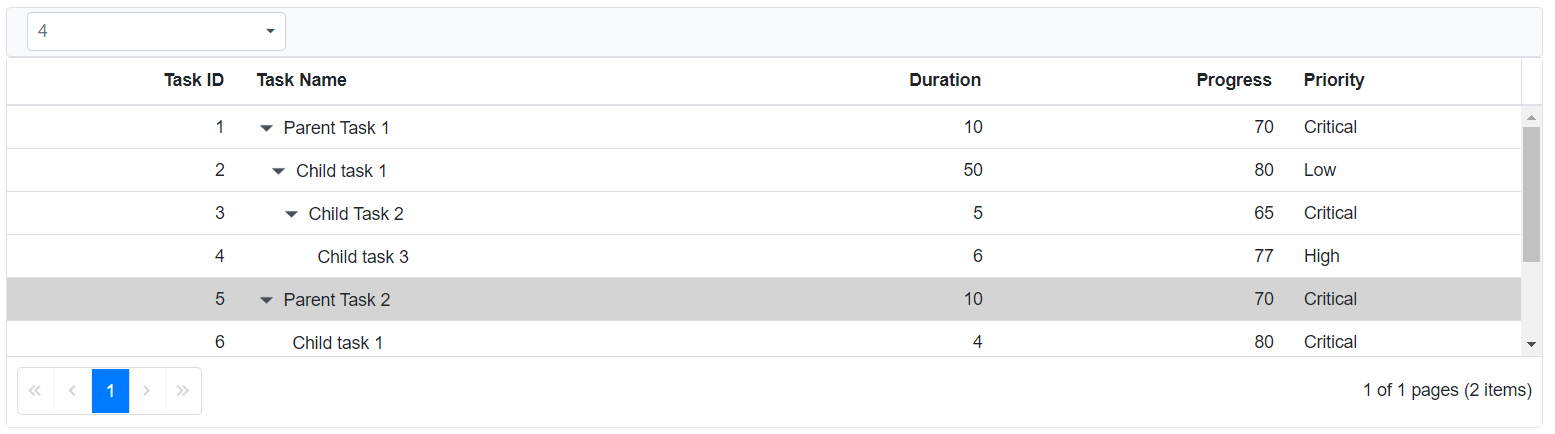 4
Task ID Task Name Duration Progress Priority
1 Parent Task 1 10 70 Critical
2 Child task 1 50 80 Low
3 Child Task 2 5 65 Critical
4 Child task 3 6 77 High
5 Parent Task 2 10 70 Critical
6 Child task 1 4 80 Critical
1 1 of 1 pages (2 items)